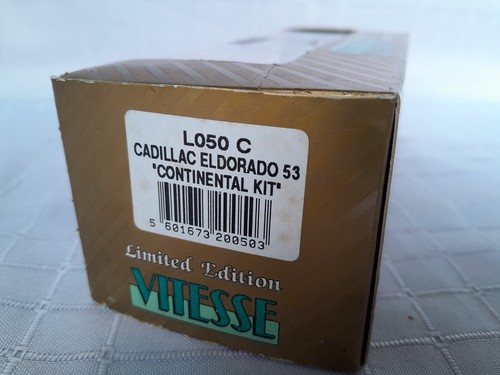 L050 C
CADILLAC ELDORADO 53
"CONTINENTAL KIT"
5 601673 200503
Limited Edition
VITESSE